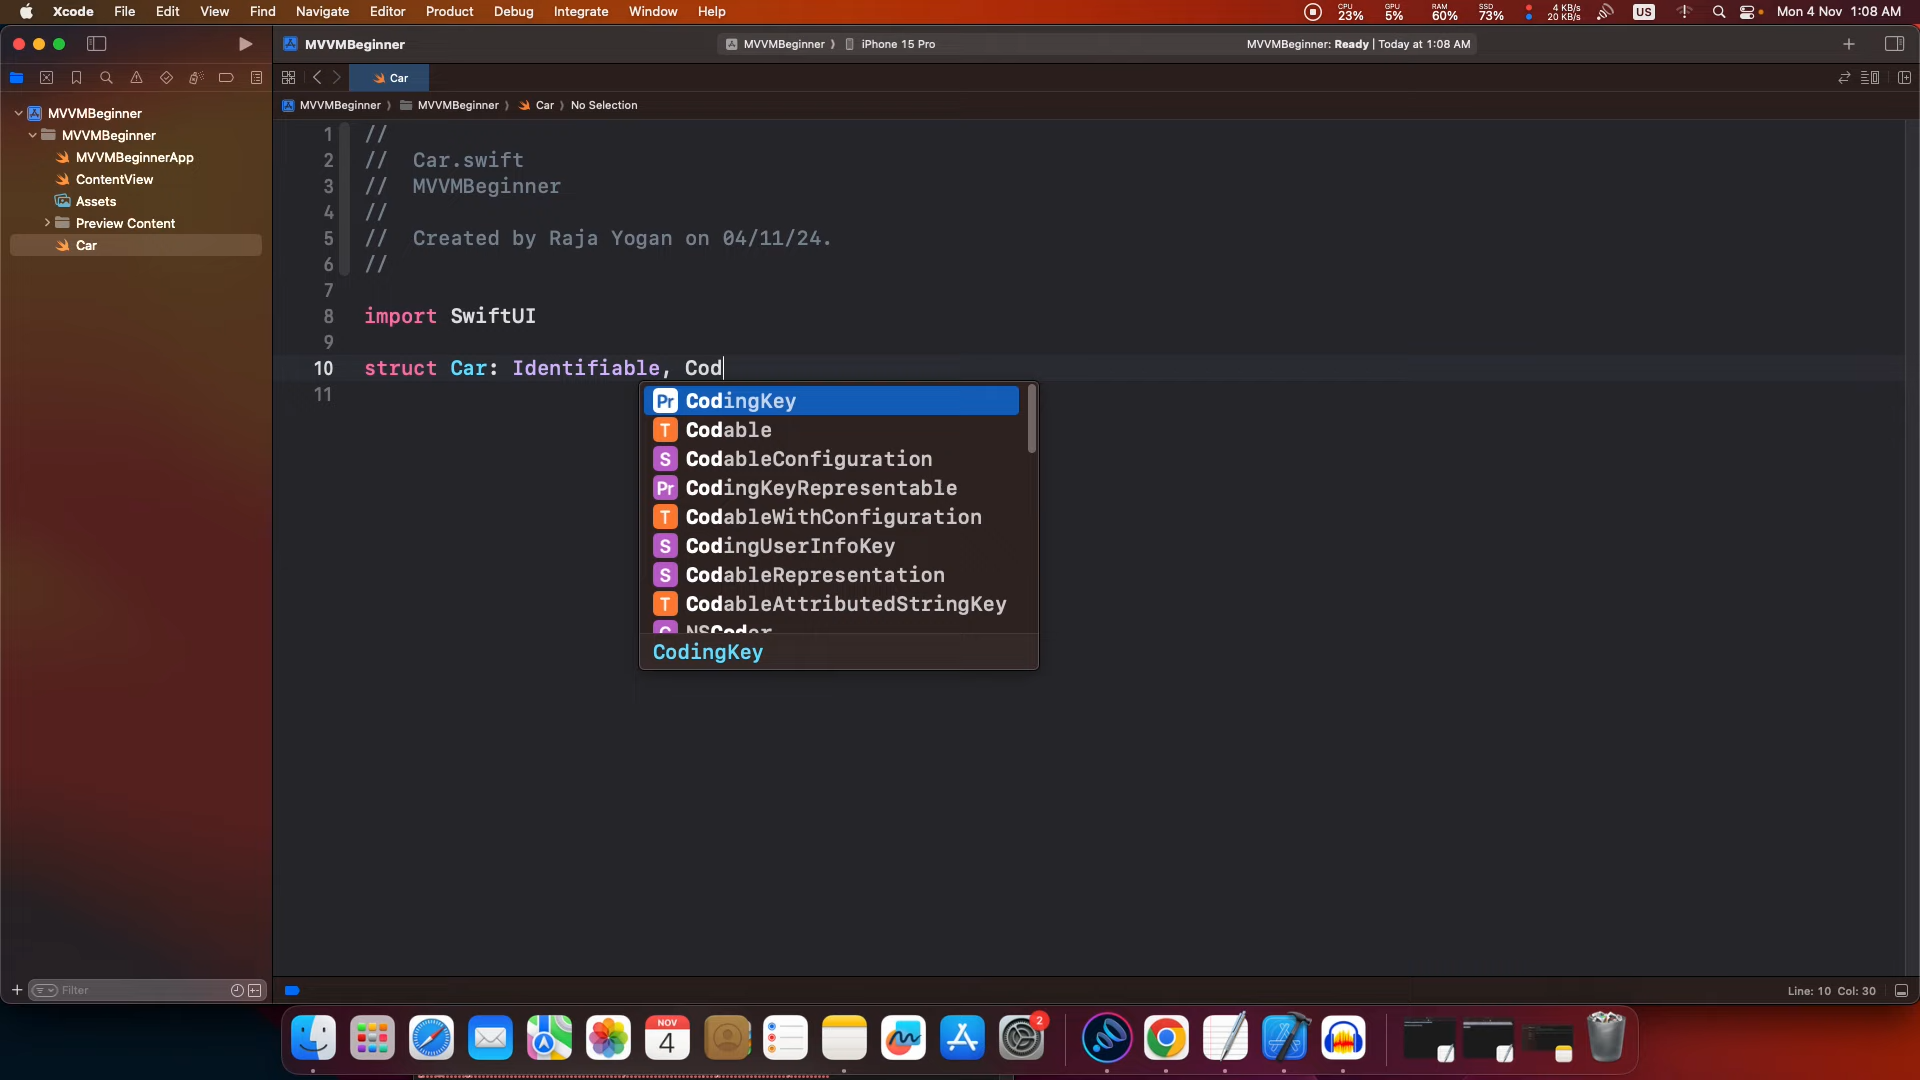 Xcode File Edit View Find Navigate Editor Product Debug Integrate Window Help
CPU 23% GPU 5% RAM 60% SSD 73% 4 KB/s 20 KB/s US Mon 4 Nov 1:08 AM
MVVMBeginner MVVMBeginner iPhone 15 Pro MVVMBeginner: Ready | Today at 1:08 AM
Car
MVVMBeginner MVVMBeginner Car No Selection
MVVMBeginner
MVVMBeginner
MVVMBeginnerApp
ContentView
Assets
Preview Content
Car
1 //
2 // Car.swift
3 // MVVMBeginner
4 //
5 // Created by Raja Yogan on 04/11/24.
6 //
7
8 import SwiftUI
9
10 struct Car: Identifiable, Cod
11
Pr CodingKey
T Codable
S CodableConfiguration
Pr CodingKeyRepresentable
T CodableWithConfiguration
S CodingUserInfoKey
S CodableRepresentation
T CodableAttributedStringKey
C NSCoder
CodingKey
Filter
Line: 10 Col: 30
NOV
4
2